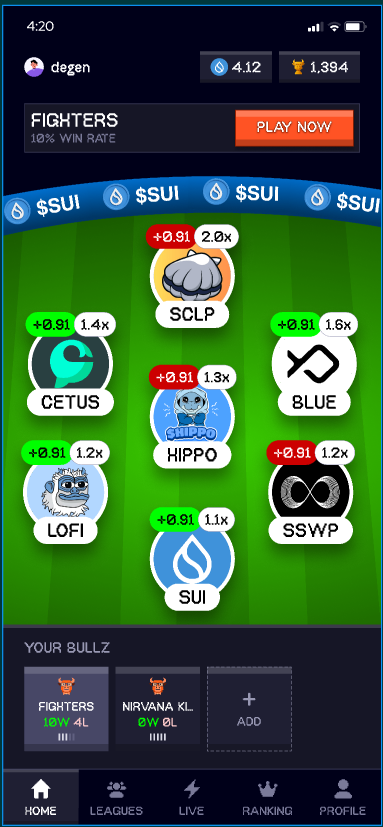 4:20
degen
4.12
1,394
FIGHTERS
10% WIN RATE
PLAY NOW
$SUI $SUI $SUI $SUI
+0.91 2.0x
SCLP
+0.91 1.4x
CETUS
+0.91 1.6x
BLUE
+0.91 1.3x
SHIPPO
HIPPO
+0.91 1.2x
LOFI
+0.91 1.2x
SSWP
+0.91 1.1x
SUI
YOUR BULLZ
FIGHTERS
10W 4L
NIRVANA KL.
0W 0L
+
ADD
HOME LEAGUES LIVE RANKING PROFILE